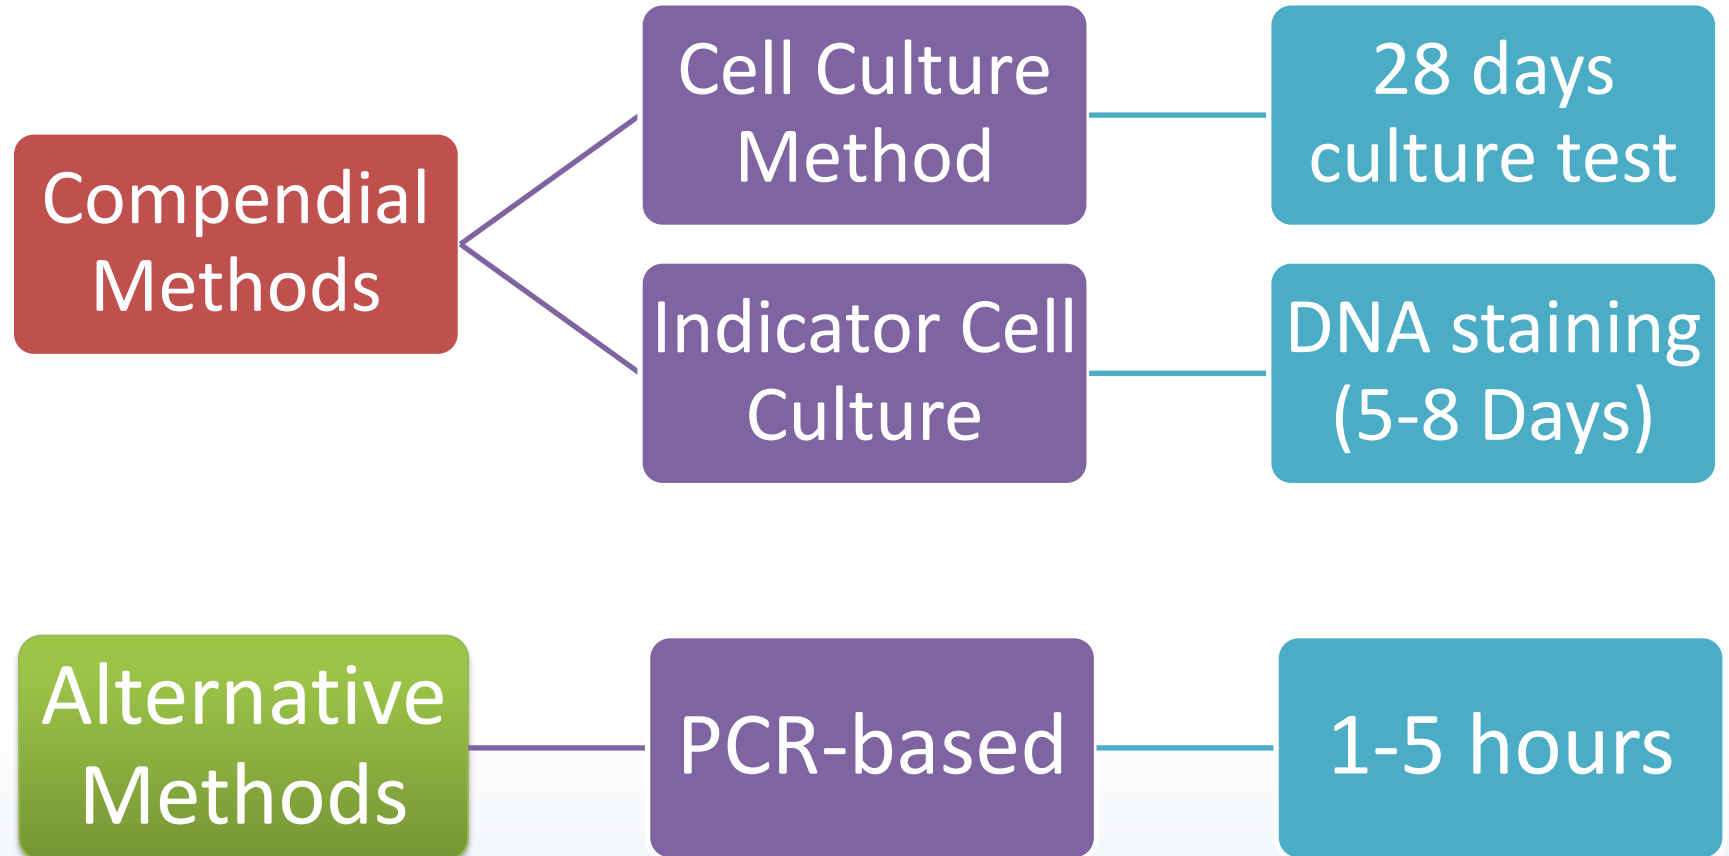 Compendial
Methods
Cell Culture
Method
28 days
culture test
Indicator Cell
Culture
DNA staining
(5-8 Days)
Alternative
Methods
PCR-based
1-5 hours